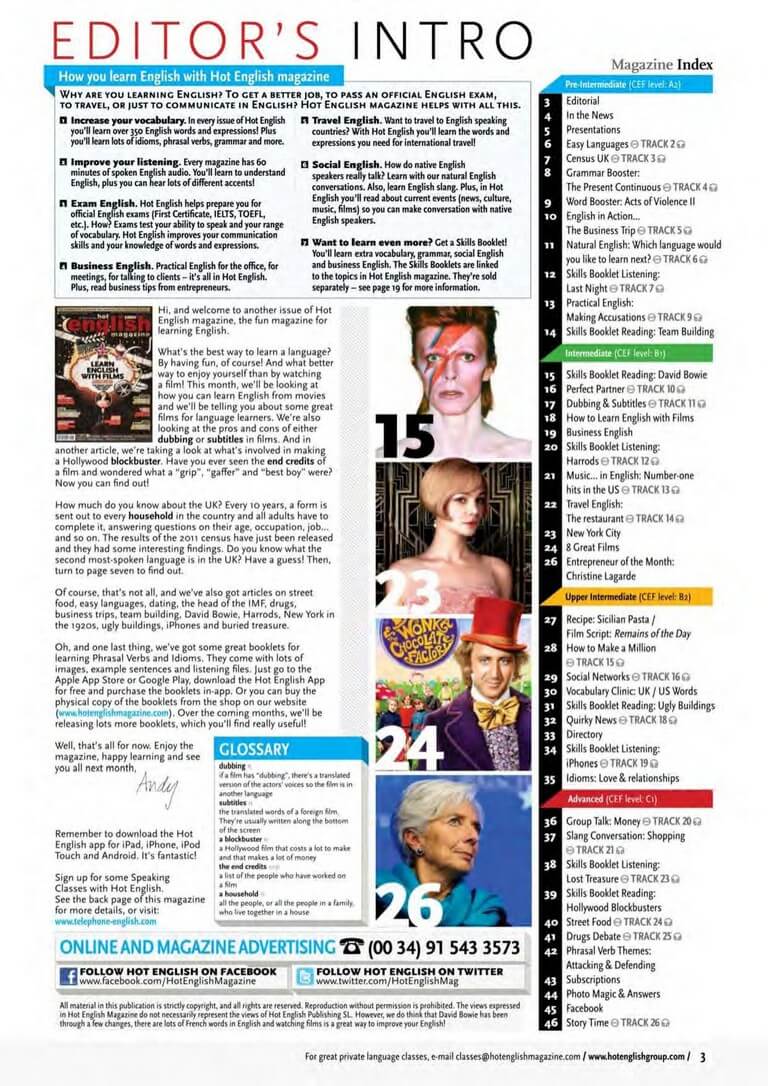 EDITOR'S INTRO
How you learn English with Hot English magazine
Why are you learning English? To get a better job, to pass an official English exam,
to travel, or just to communicate in English? Hot English magazine helps with all this.
Increase your vocabulary. In every issue of Hot English
you'll learn over 350 English words and expressions! Plus
you'll learn lots of idioms, phrasal verbs, grammar and more.
Improve your listening. Every magazine has 60
minutes of spoken English audio. You'll learn to understand
English, plus you can hear lots of different accents!
Exam English. Hot English helps prepare you for
official English exams (First Certificate, IELTS, TOEFL,
etc.). How? Exams test your ability to speak and your range
of vocabulary. Hot English improves your communication
skills and your knowledge of words and expressions.
Business English. Practical English for the office, for
meetings, for talking to clients – it's all in Hot English.
Plus, read business tips from entrepreneurs.
Travel English. Want to travel to English speaking
countries? With Hot English you'll learn the words and
expressions you need for international travel!
Social English. How do native English
speakers really talk? Learn with our natural English
conversations. Also, learn English slang. Plus, in Hot
English you'll read about current events (news, culture,
music, films) so you can make conversation with native
English speakers.
Want to learn even more? Get a Skills Booklet!
You'll learn extra vocabulary, grammar, social English
and business English. The Skills Booklets are linked
to the topics in Hot English magazine. They're sold
separately – see page 19 for more information.
hot
english
magazine
LEARN
ENGLISH
WITH FILMS
Hi, and welcome to another issue of Hot
English magazine, the fun magazine for
learning English.
What's the best way to learn a language?
By having fun, of course! And what better
way to enjoy yourself than by watching
a film! This month, we'll be looking at
how you can learn English from movies
and we'll be telling you about some great
films for language learners. We're also
looking at the pros and cons of either
dubbing or subtitles in films. And in
another article, we're taking a look at what's involved in making
a Hollywood blockbuster. Have you ever seen the end credits of
a film and wondered what a "grip", "gaffer" and "best boy" were?
Now you can find out!
How much do you know about the UK? Every 10 years, a form is
sent out to every household in the country and all adults have to
complete it, answering questions on their age, occupation, job...
and so on. The results of the 2011 census have just been released
and they had some interesting findings. Do you know what the
second most-spoken language is in the UK? Have a guess! Then,
turn to page seven to find out.
Of course, that's not all, and we've also got articles on street
food, easy languages, dating, the head of the IMF, drugs,
business trips, team building, David Bowie, Harrods, New York in
the 1920s, ugly buildings, iPhones and buried treasure.
Oh, and one last thing, we've got some great booklets for
learning Phrasal Verbs and Idioms. They come with lots of
images, example sentences and listening files. Just go to the
Apple App Store or Google Play, download the Hot English App
for free and purchase the booklets in-app. Or you can buy the
physical copy of the booklets from the shop on our website
(www.hotenglishmagazine.com). Over the coming months, we'll be
releasing lots more booklets, which you'll find really useful!
Well, that's all for now. Enjoy the
magazine, happy learning and see
you all next month,
Andy
Remember to download the Hot
English app for iPad, iPhone, iPod
Touch and Android. It's fantastic!
Sign up for some Speaking
Classes with Hot English.
See the back page of this magazine
for more details, or visit:
www.telephone-english.com
GLOSSARY
dubbing
if a film has "dubbing", there's a translated
version of the actors' voices so the film is in
another language
subtitles
the translated words of a foreign film.
They're usually written along the bottom
of the screen
a blockbuster
a Hollywood film that costs a lot to make
and that makes a lot of money
the end credits
a list of the people who have worked on
a film
a household
all the people, or all the people in a family,
who live together in a house
15
23
WONKA
CHOCOLATE
FACTORY
24
26
Magazine Index
Pre-Intermediate (CEF level: A2)
3 Editorial
4 In the News
5 Presentations
6 Easy Languages TRACK 2
7 Census UK TRACK 3
8 Grammar Booster:
The Present Continuous TRACK 4
9 Word Booster: Acts of Violence II
10 English in Action...
The Business Trip TRACK 5
11 Natural English: Which language would
you like to learn next? TRACK 6
12 Skills Booklet Listening:
Last Night TRACK 7
13 Practical English:
Making Accusations TRACK 9
14 Skills Booklet Reading: Team Building
Intermediate (CEF level: B1)
15 Skills Booklet Reading: David Bowie
16 Perfect Partner TRACK 10
17 Dubbing & Subtitles TRACK 11
18 How to Learn English with Films
19 Business English
20 Skills Booklet Listening:
Harrods TRACK 12
21 Music... in English: Number-one
hits in the US TRACK 13
22 Travel English:
The restaurant TRACK 14
23 New York City
24 8 Great Films
26 Entrepreneur of the Month:
Christine Lagarde
Upper Intermediate (CEF level: B2)
27 Recipe: Sicilian Pasta /
Film Script: Remains of the Day
28 How to Make a Million
TRACK 15
29 Social Networks TRACK 16
30 Vocabulary Clinic: UK / US Words
31 Skills Booklet Reading: Ugly Buildings
32 Quirky News TRACK 18
33 Directory
34 Skills Booklet Listening:
iPhones TRACK 19
35 Idioms: Love & relationships
Advanced (CEF level: C1)
36 Group Talk: Money TRACK 20
37 Slang Conversation: Shopping
TRACK 21
38 Skills Booklet Listening:
Lost Treasure TRACK 23
39 Skills Booklet Reading:
Hollywood Blockbusters
40 Street Food TRACK 24
41 Drugs Debate TRACK 25
42 Phrasal Verb Themes:
Attacking & Defending
43 Subscriptions
44 Photo Magic & Answers
45 Facebook
46 Story Time TRACK 26
ONLINE AND MAGAZINE ADVERTISING (00 34) 91 543 3573
FOLLOW HOT ENGLISH ON FACEBOOK
www.facebook.com/HotEnglishMagazine
FOLLOW HOT ENGLISH ON TWITTER
www.twitter.com/HotEnglishMag
All material in this publication is strictly copyright, and all rights are reserved. Reproduction without permission is prohibited. The views expressed
in Hot English Magazine do not necessarily represent the views of Hot English Publishing SL. However, we do think that David Bowie has been
through a few changes, there are lots of French words in English and watching films is a great way to improve your English!
For great private language classes, e-mail classes@hotenglishmagazine.com / www.hotenglishgroup.com / 3